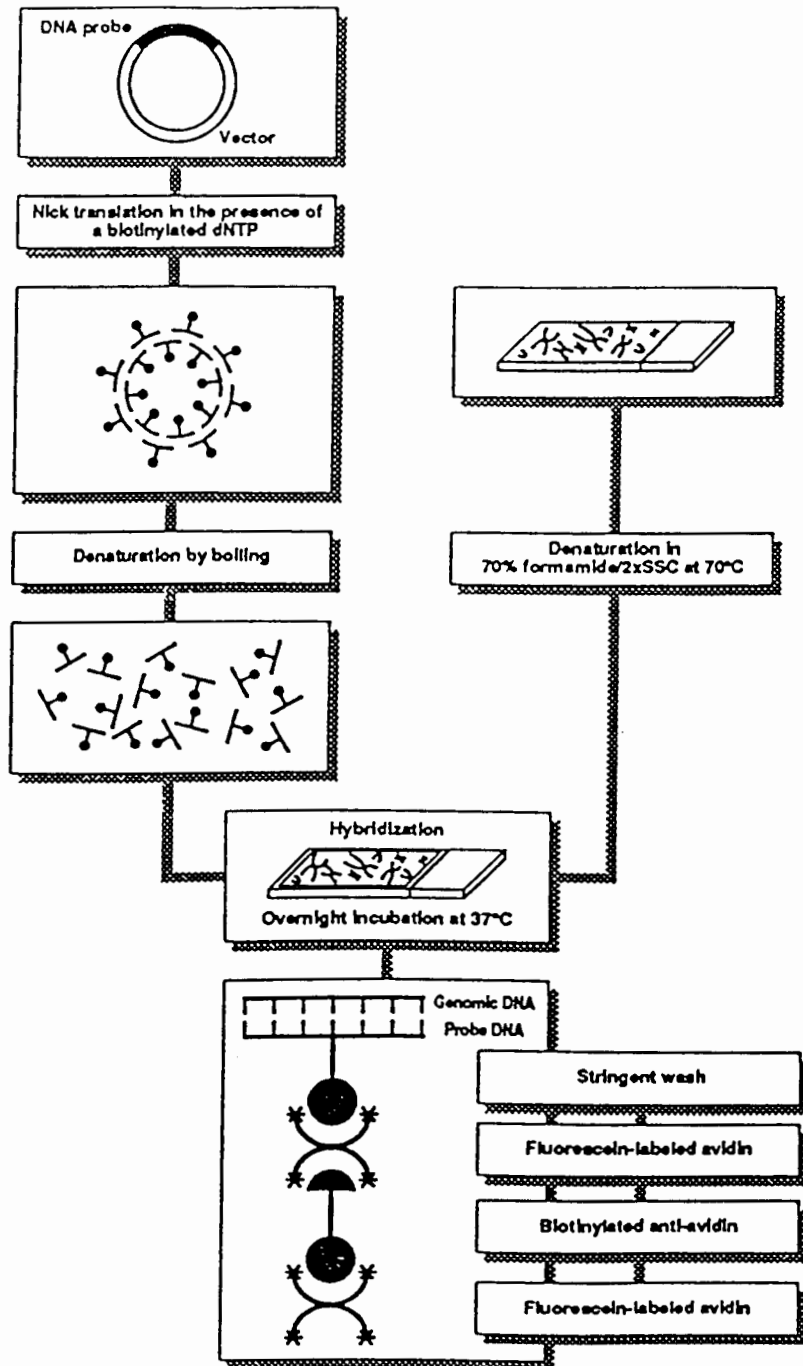 DNA probe
Vector
Nick translation in the presence of
a biotinylated dNTP
Denaturation by boiling
Denaturation in
70% formamide/2xSSC at 70°C
Hybridization
Overnight incubation at 37°C
Genomic DNA
Probe DNA
Stringent wash
Fluorescein-labeled avidin
Biotinylated anti-avidin
Fluorescein-labeled avidin